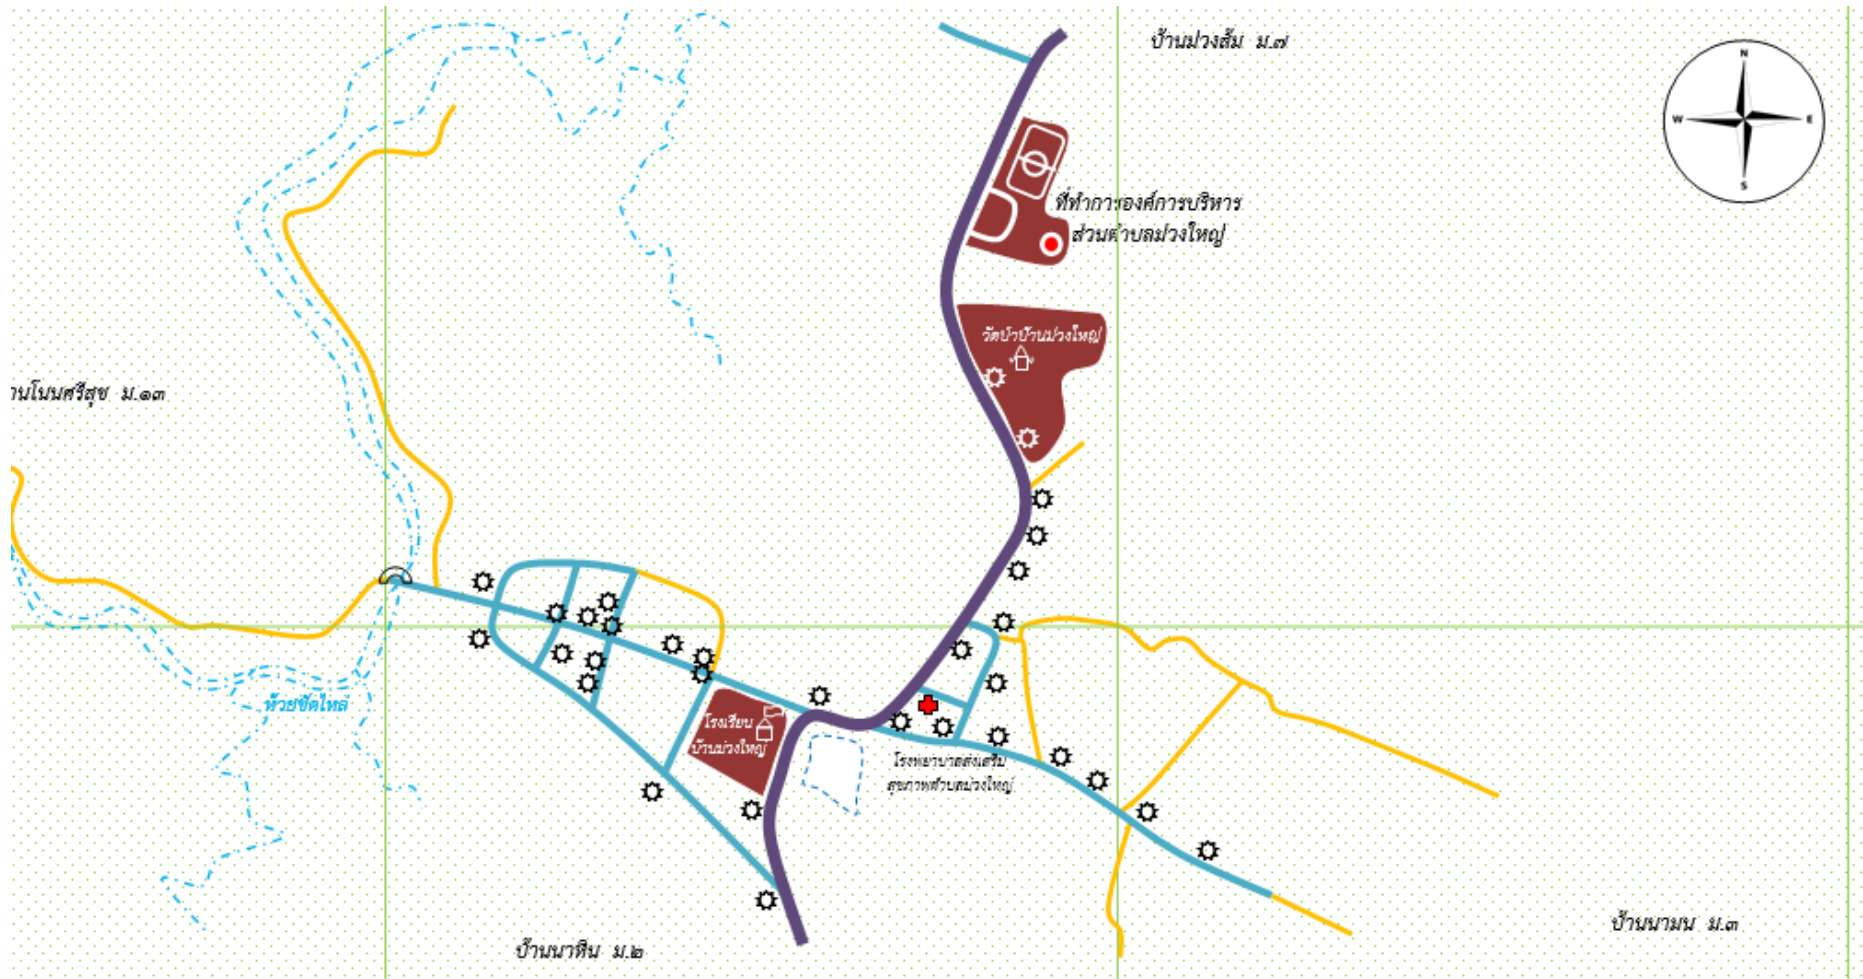 บ้านม่วงส้ม ม.๗
N
W
E
S
ที่ทำการองค์การบริหาร
ส่วนตำบลม่วงใหญ่
วัดป่าบ้านม่วงใหญ่
านโนนศรีสุข ม.๑๓
ห้วยขี้ตไหล่
โรงเรียน
บ้านม่วงใหญ่
โรงพยาบาลส่งเสริม
สุขภาพตำบลม่วงใหญ่
บ้านนามน ม.๓
บ้านนาหิน ม.๒